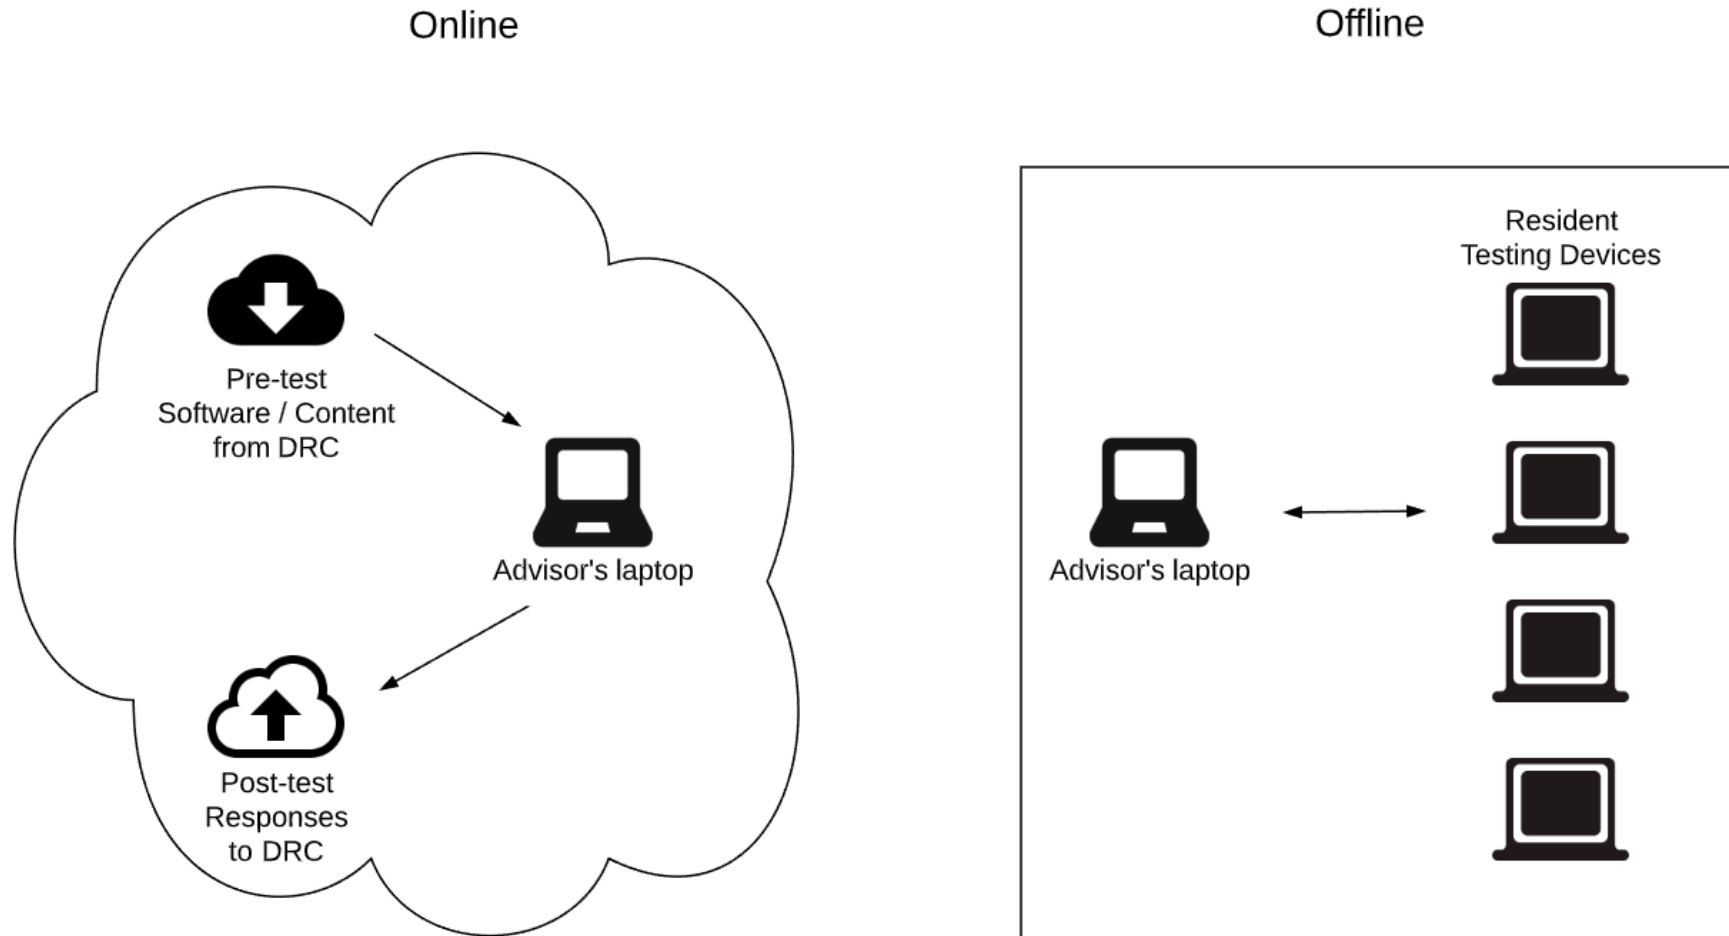 Online
Offline
Pre-test
Software / Content
from DRC
Advisor's laptop
Post-test
Responses
to DRC
Resident
Testing Devices
Advisor's laptop